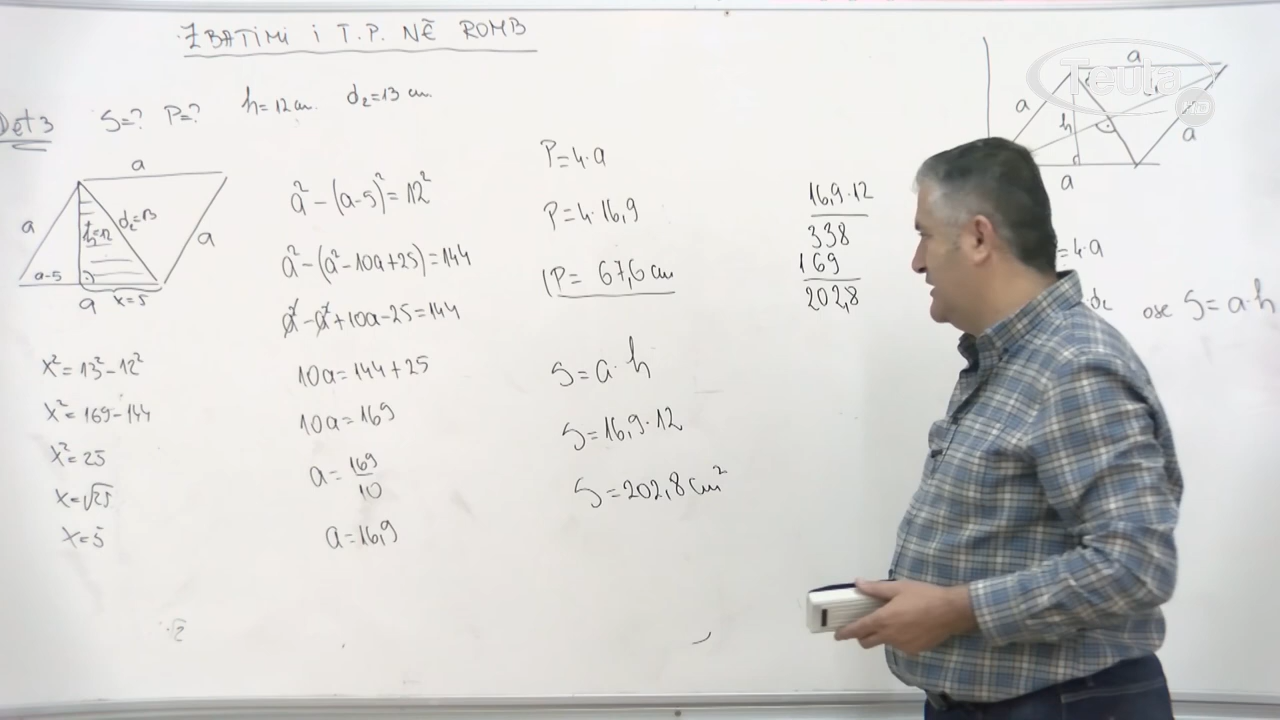 ZBATIMI I T.P. NË ROMB
Det 3 S=? P=? h=12 cm. d₂=13 cm.
a
a
d₂=13
h=12
a
a-5
a
x=5
x²=13²-12²
x²=169-144
x²=25
x=√25
x=5
a²-(a-5)²=12²
a²-(a²-10a+25)=144
a²-a²+10a-25=144
10a=144+25
10a=169
a=169/10
a=16,9
P=4·a
P=4·16,9
P=67,6 cm
S=a·h
S=16,9·12
S=202,8 cm²
16,9·12
338
169
202,8
a
a
h
a
a
=4·a
d₂ ose S=a·h
Teuta